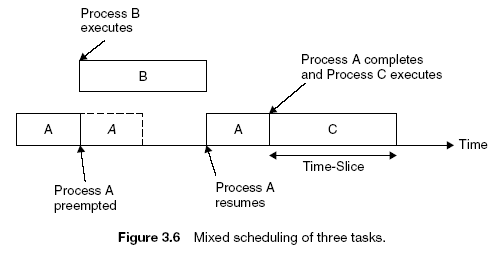 Process B
executes
Process A completes
and Process C executes
B
A
A
A
C
Time
Time-Slice
Process A
preempted
Process A
resumes
Figure 3.6 Mixed scheduling of three tasks.